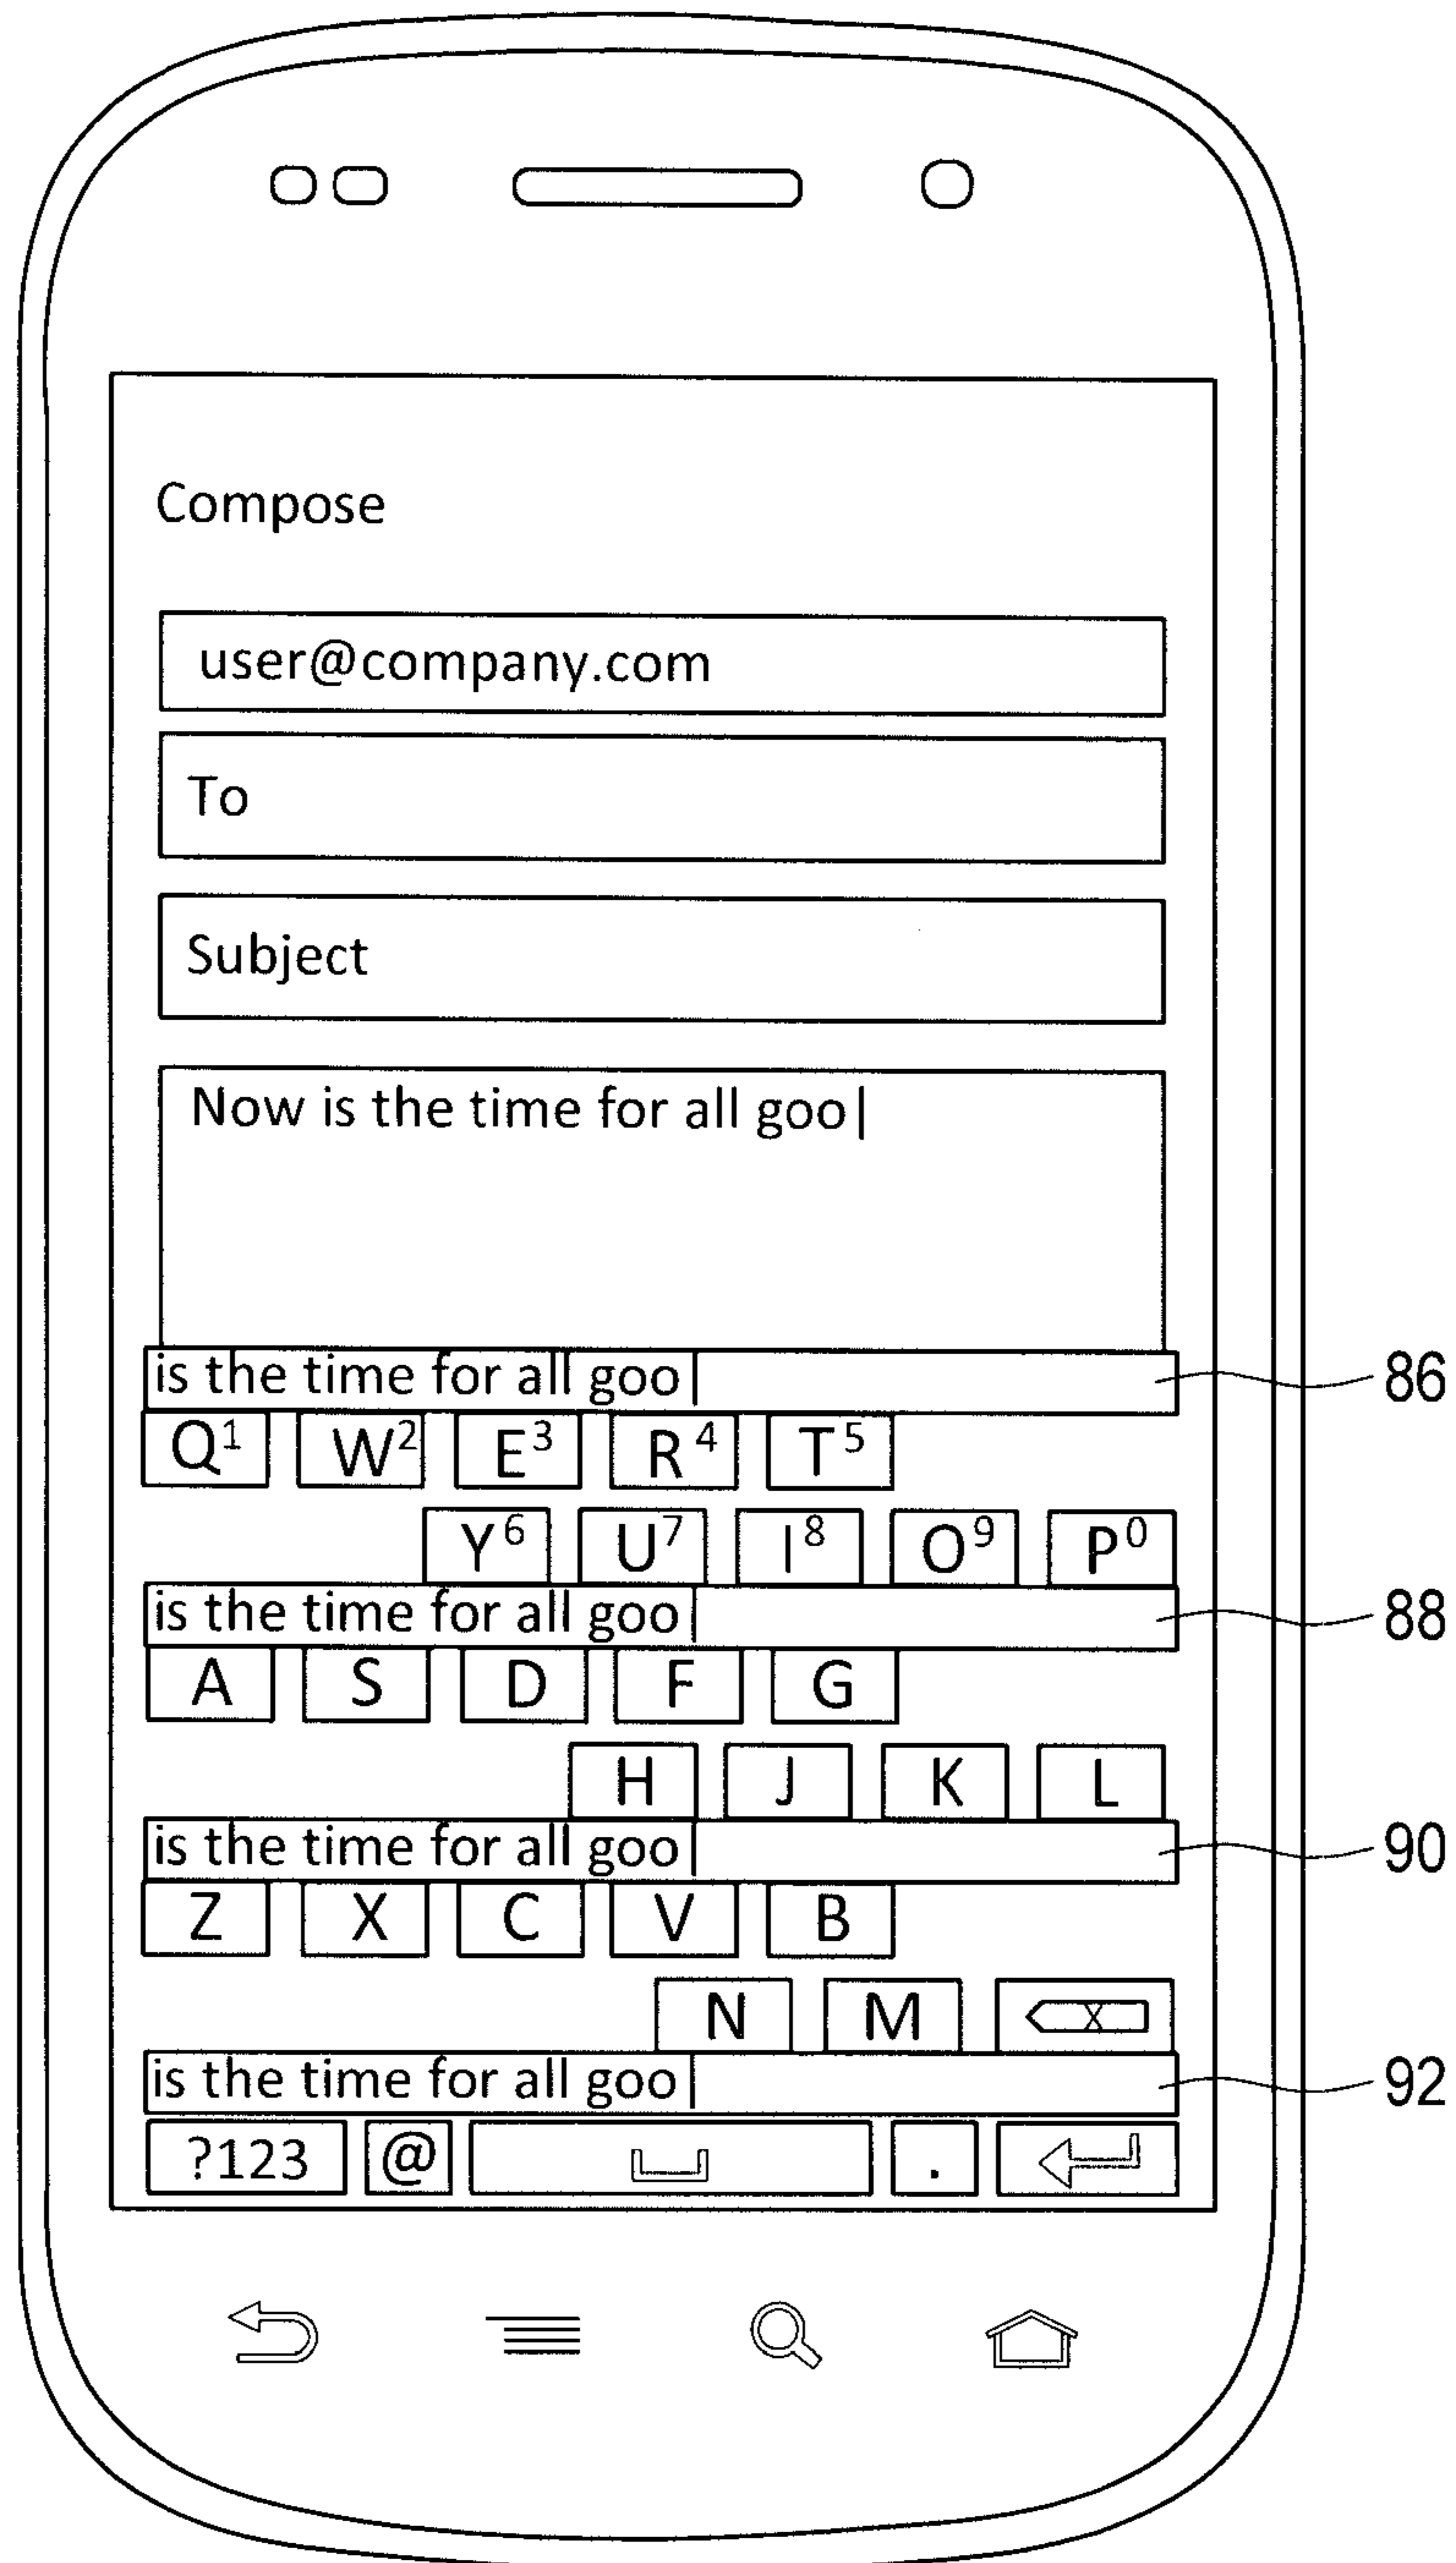 Compose
user@company.com
To
Subject
Now is the time for all goo|
is the time for all goo| 86
Q1 W2 E3 R4 T5
Y6 U7 I8 O9 P0
is the time for all goo| 88
A S D F G
H J K L
is the time for all goo| 90
Z X C V B
N M X
is the time for all goo| 92
?123 @ .